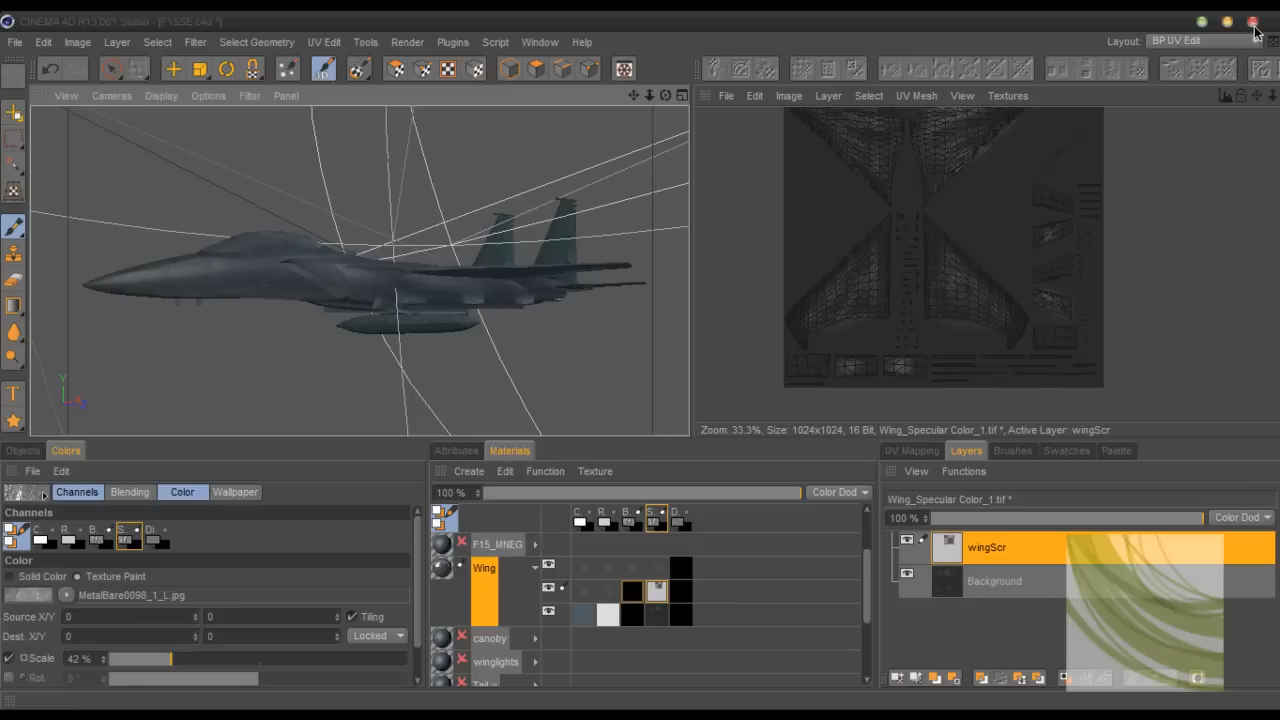 CINEMA 4D R13.061 Studio - [F15SE c4d *]
File Edit Image Layer Select Filter Select Geometry UV Edit Tools Render Plugins Script Window Help
Layout: BP UV Edit
View Cameras Display Options Filter Panel
File Edit Image Layer Select UV Mesh View Textures
Y
Zoom: 33.3%, Size: 1024x1024, 16 Bit, Wing_Specular Color_1.tif *, Active Layer: wingScr
Objects Colors
Attributes Materials
UV Mapping Layers Brushes Swatches Palette
File Edit
Create Edit Function Texture
View Functions
Channels Blending Color Wallpaper
100 % Color Dod
Wing_Specular Color_1.tif *
Channels
C. R. B. S. D.
100 % Color Dod
C. R. B. S. Di.
F15_MNEG
wingScr
Color
Wing
Solid Color Texture Paint
Background
MetalBare0098_1_L.jpg
Source X/Y 0 0 Tiling
Dest. X/Y 0 0 Locked
canoby
Scale 42 %
winglights
Rot. 0 °